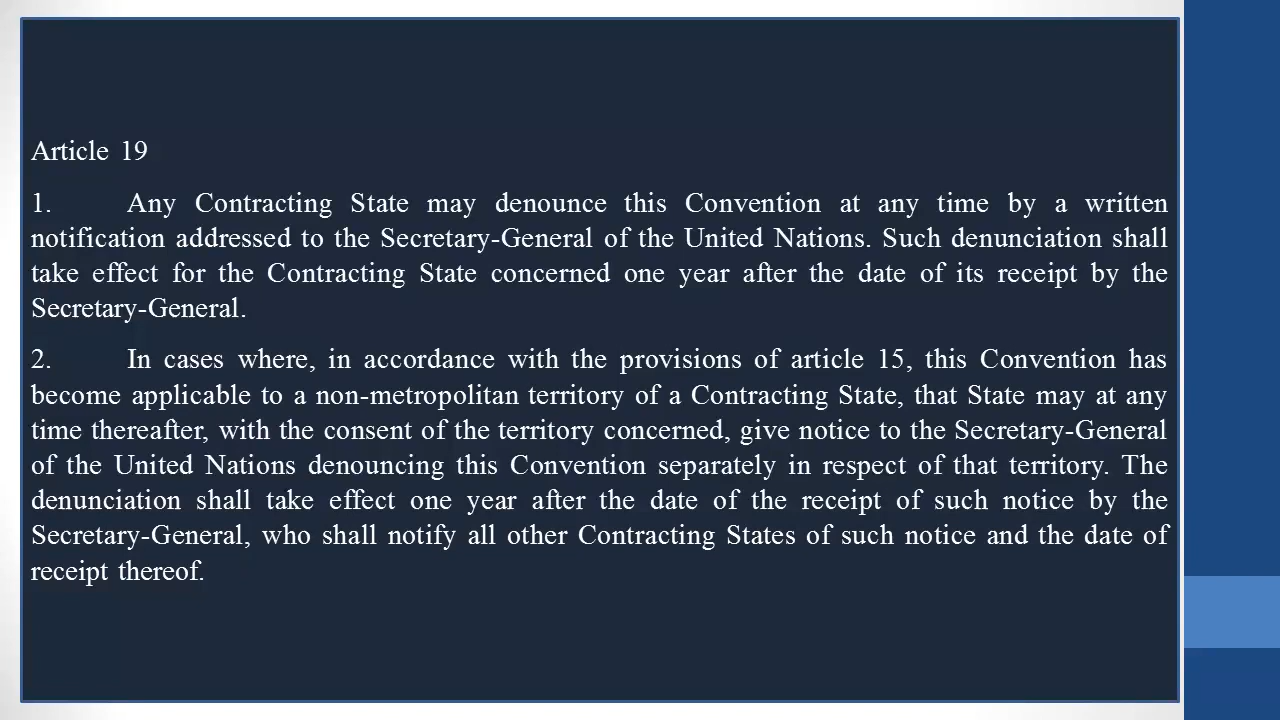 Article 19
1. Any Contracting State may denounce this Convention at any time by a written
notification addressed to the Secretary-General of the United Nations. Such denunciation shall
take effect for the Contracting State concerned one year after the date of its receipt by the
Secretary-General.
2. In cases where, in accordance with the provisions of article 15, this Convention has
become applicable to a non-metropolitan territory of a Contracting State, that State may at any
time thereafter, with the consent of the territory concerned, give notice to the Secretary-General
of the United Nations denouncing this Convention separately in respect of that territory. The
denunciation shall take effect one year after the date of the receipt of such notice by the
Secretary-General, who shall notify all other Contracting States of such notice and the date of
receipt thereof.